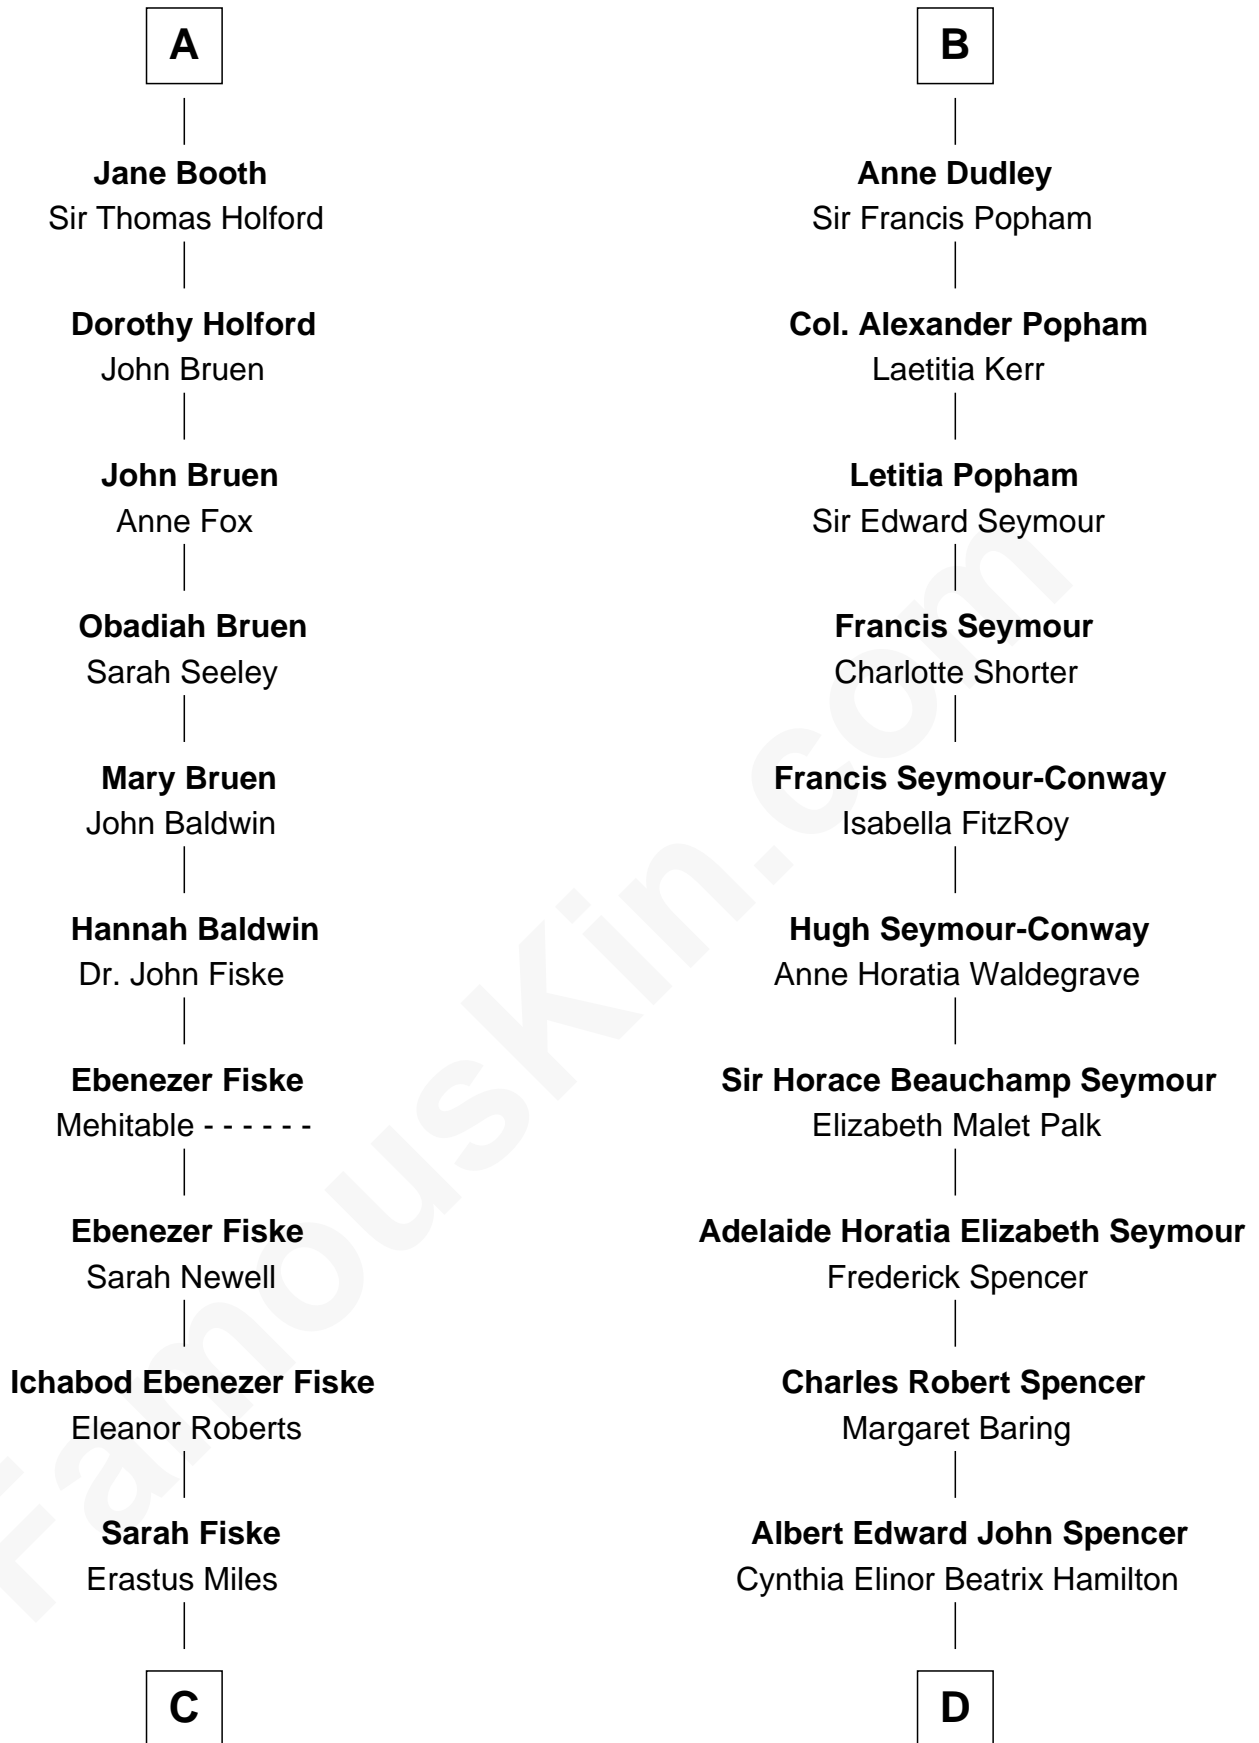 A
Jane Booth
Sir Thomas Holford
Dorothy Holford
John Bruen
John Bruen
Anne Fox
Obadiah Bruen
Sarah Seeley
Mary Bruen
John Baldwin
Hannah Baldwin
Dr. John Fiske
Ebenezer Fiske
Mehitable - - - - - -
Ebenezer Fiske
Sarah Newell
Ichabod Ebenezer Fiske
Eleanor Roberts
Sarah Fiske
Erastus Miles
C
B
Anne Dudley
Sir Francis Popham
Col. Alexander Popham
Laetitia Kerr
Letitia Popham
Sir Edward Seymour
Francis Seymour
Charlotte Shorter
Francis Seymour-Conway
Isabella FitzRoy
Hugh Seymour-Conway
Anne Horatia Waldegrave
Sir Horace Beauchamp Seymour
Elizabeth Malet Palk
Adelaide Horatia Elizabeth Seymour
Frederick Spencer
Charles Robert Spencer
Margaret Baring
Albert Edward John Spencer
Cynthia Elinor Beatrix Hamilton
D
FamousKin.com